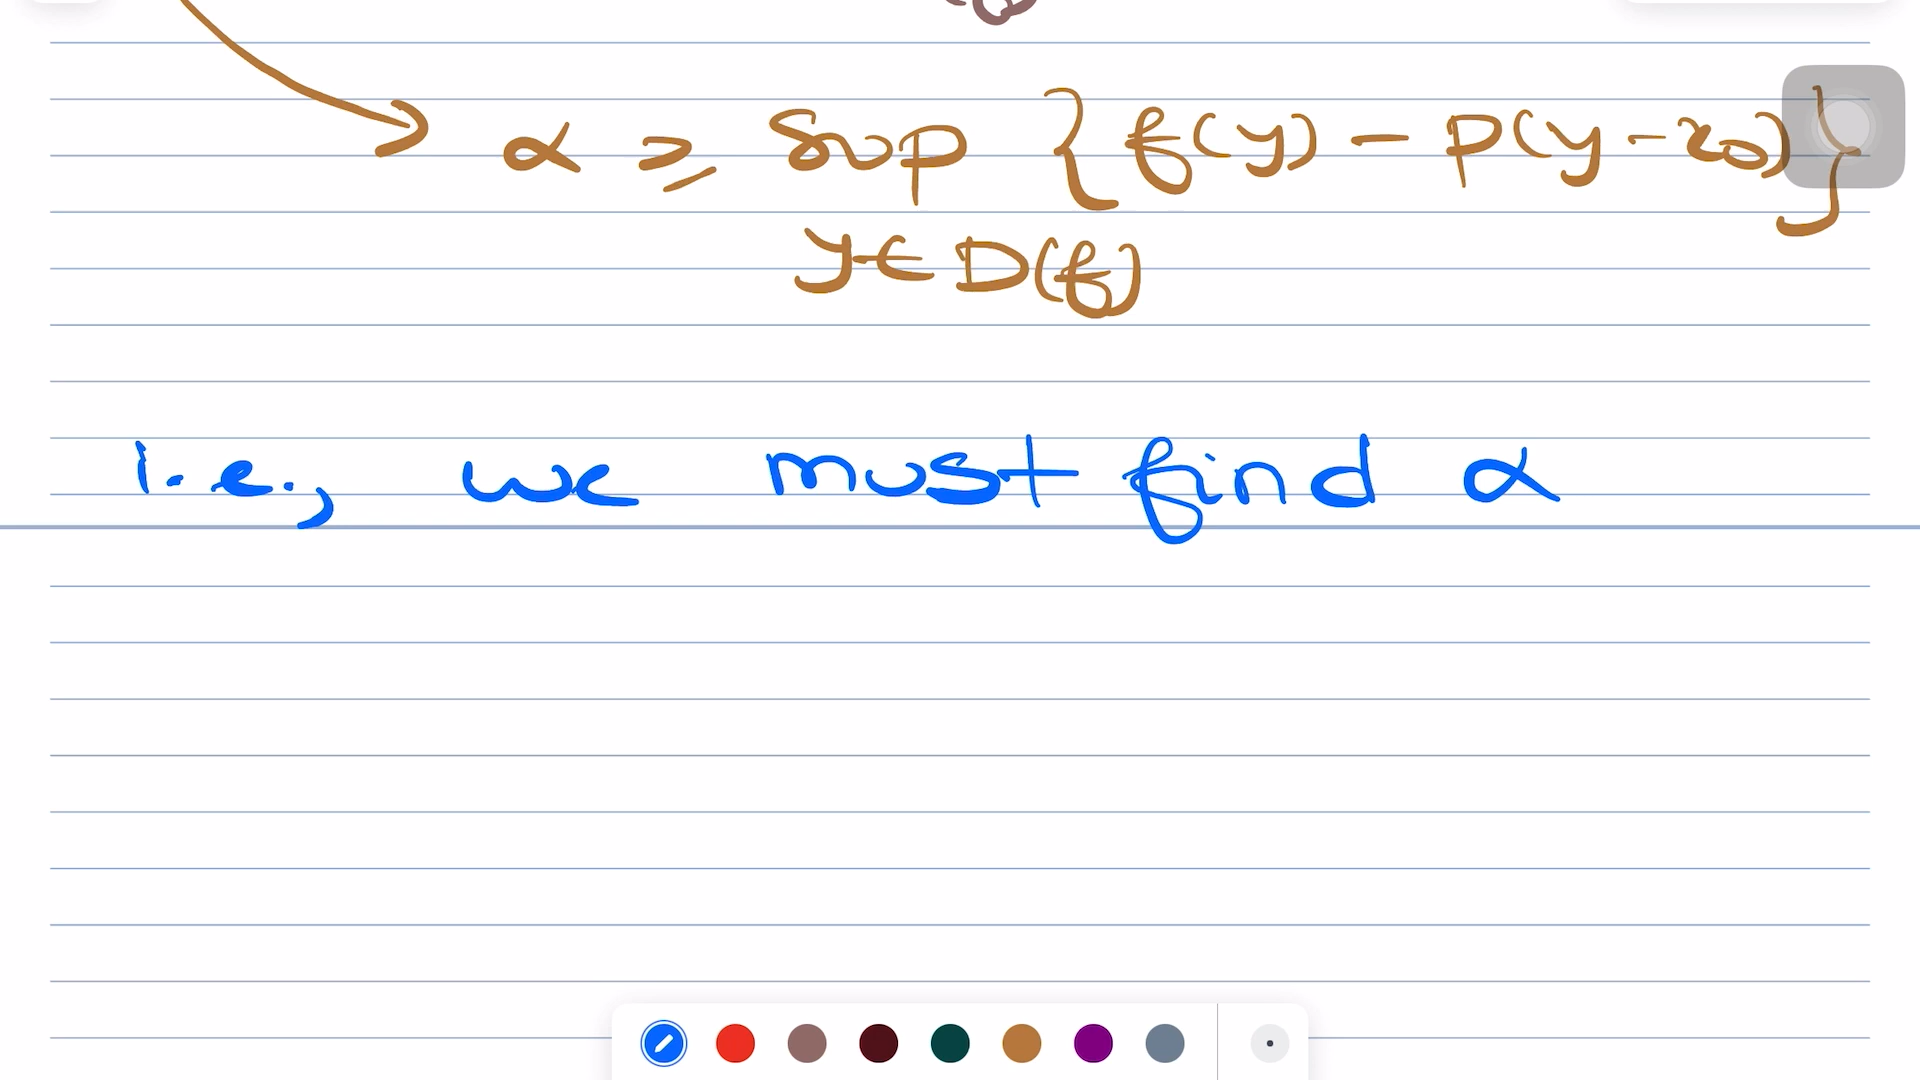 α ≥ Sup { f(y) - P(y - x₀) }
y ∈ D(f)
i.e., we must find α